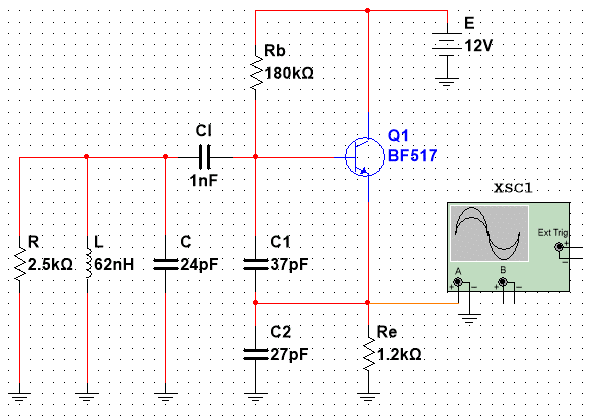 E
12V
Rb
180kΩ
Cl
1nF
Q1
BF517
XSC1
Ext Trig
+
_
A
B
+
_
+
_
R
2.5kΩ
L
62nH
C
24pF
C1
37pF
C2
27pF
Re
1.2kΩ